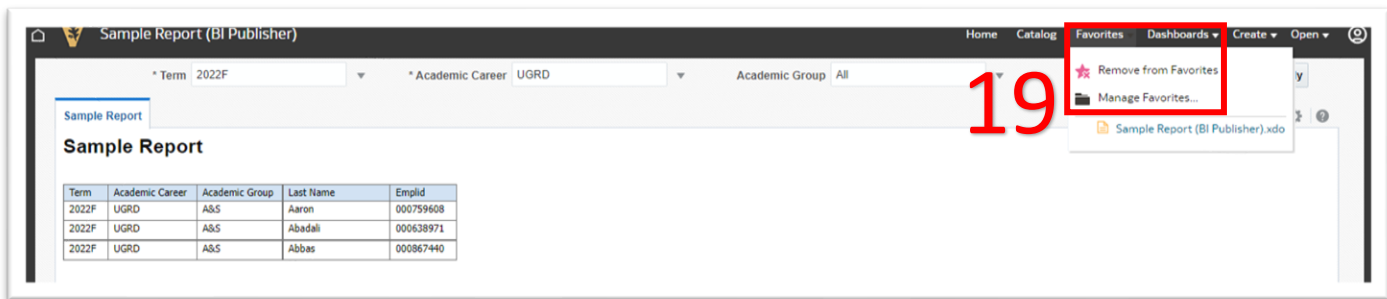 Sample Report (BI Publisher) Home Catalog Favorites Dashboards Create Open
* Term 2022F * Academic Career UGRD Academic Group All y
Remove from Favorites
Manage Favorites...
Sample Report (BI Publisher).xdo
19
Sample Report
Sample Report
Term Academic Career Academic Group Last Name Emplid
2022F UGRD A&S Aaron 000759608
2022F UGRD A&S Abadali 000638971
2022F UGRD A&S Abbas 000867440